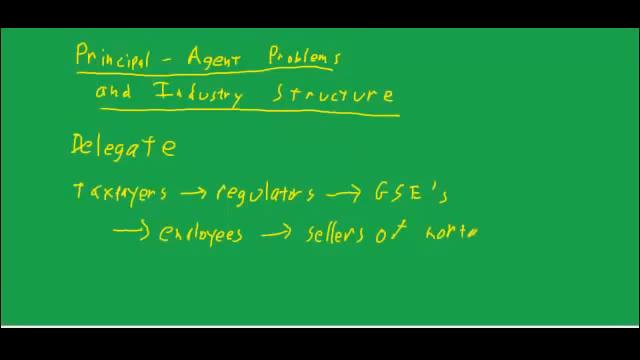 Principal - Agent Problems
and Industry Structure
Delegate
Taxpayers → regulators → GSE's
→ employees → sellers of morta